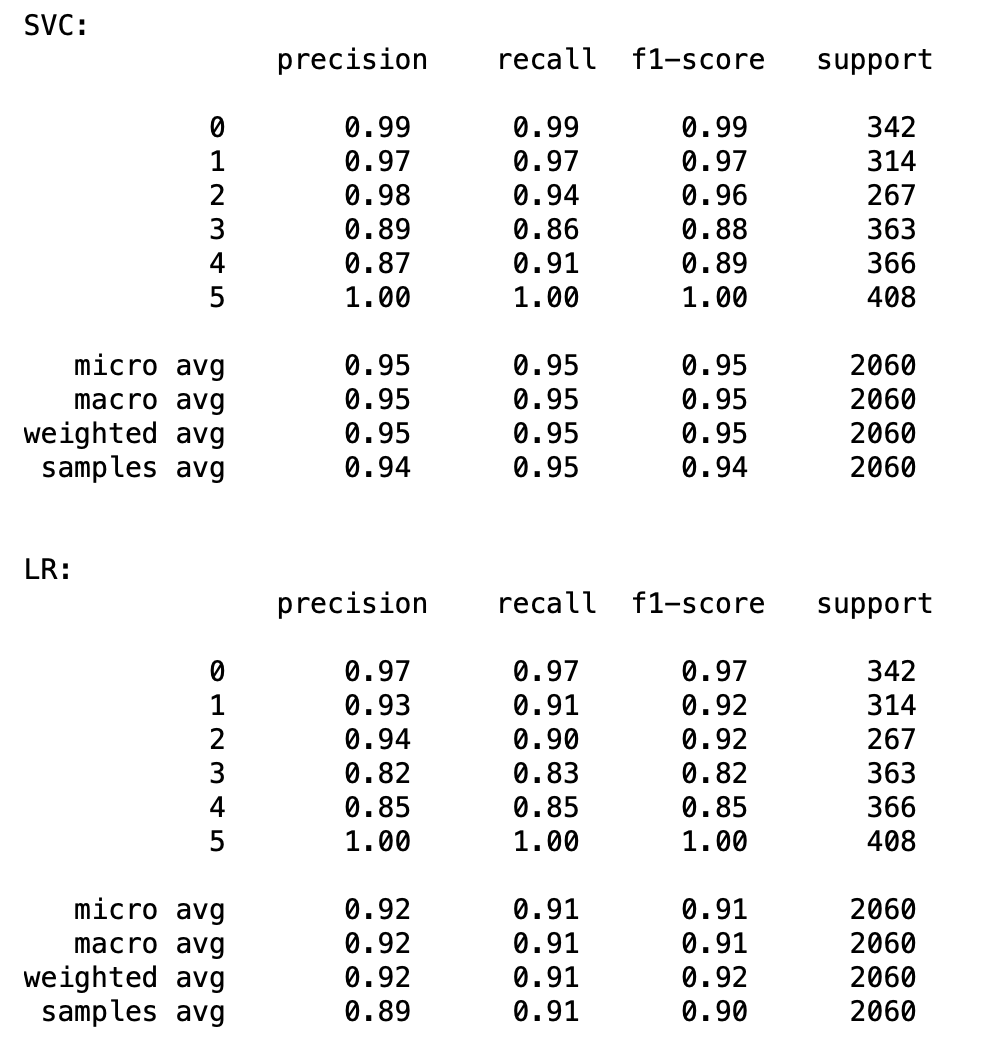 SVC:
precision recall f1-score support
0 0.99 0.99 0.99 342
1 0.97 0.97 0.97 314
2 0.98 0.94 0.96 267
3 0.89 0.86 0.88 363
4 0.87 0.91 0.89 366
5 1.00 1.00 1.00 408
micro avg 0.95 0.95 0.95 2060
macro avg 0.95 0.95 0.95 2060
weighted avg 0.95 0.95 0.95 2060
samples avg 0.94 0.95 0.94 2060
LR:
precision recall f1-score support
0 0.97 0.97 0.97 342
1 0.93 0.91 0.92 314
2 0.94 0.90 0.92 267
3 0.82 0.83 0.82 363
4 0.85 0.85 0.85 366
5 1.00 1.00 1.00 408
micro avg 0.92 0.91 0.91 2060
macro avg 0.92 0.91 0.91 2060
weighted avg 0.92 0.91 0.92 2060
samples avg 0.89 0.91 0.90 2060